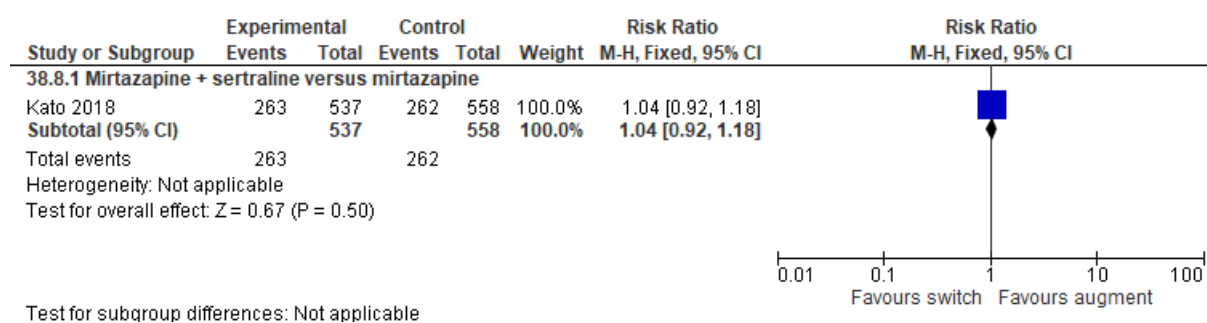 Experimental Control Risk Ratio Risk Ratio
Study or Subgroup Events Total Events Total Weight M-H, Fixed, 95% CI M-H, Fixed, 95% CI
38.8.1 Mirtazapine + sertraline versus mirtazapine
Kato 2018 263 537 262 558 100.0% 1.04 [0.92, 1.18]
Subtotal (95% CI) 537 558 100.0% 1.04 [0.92, 1.18]
Total events 263 262
Heterogeneity: Not applicable
Test for overall effect: Z = 0.67 (P = 0.50)
0.01 0.1 1 10 100
Favours switch Favours augment
Test for subgroup differences: Not applicable